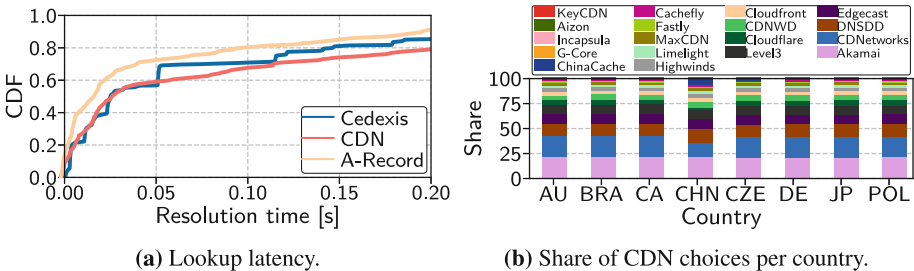 1.0
0.8
0.6
0.4
0.2
0.0
CDF
0.00
0.05
0.10
0.15
0.20
Resolution time [s]
Cedexis
CDN
A-Record
(a) Lookup latency.
KeyCDN
Aizon
Incapsula
G-Core
ChinaCache
Cachefly
Fastly
MaxCDN
Limelight
Highwinds
Cloudfront
CDNWD
Cloudflare
Level3
Edgecast
DNSDD
CDNetworks
Akamai
100
75
50
25
0
Share
AU BRA CA CHN CZE DE JP POL
Country
(b) Share of CDN choices per country.